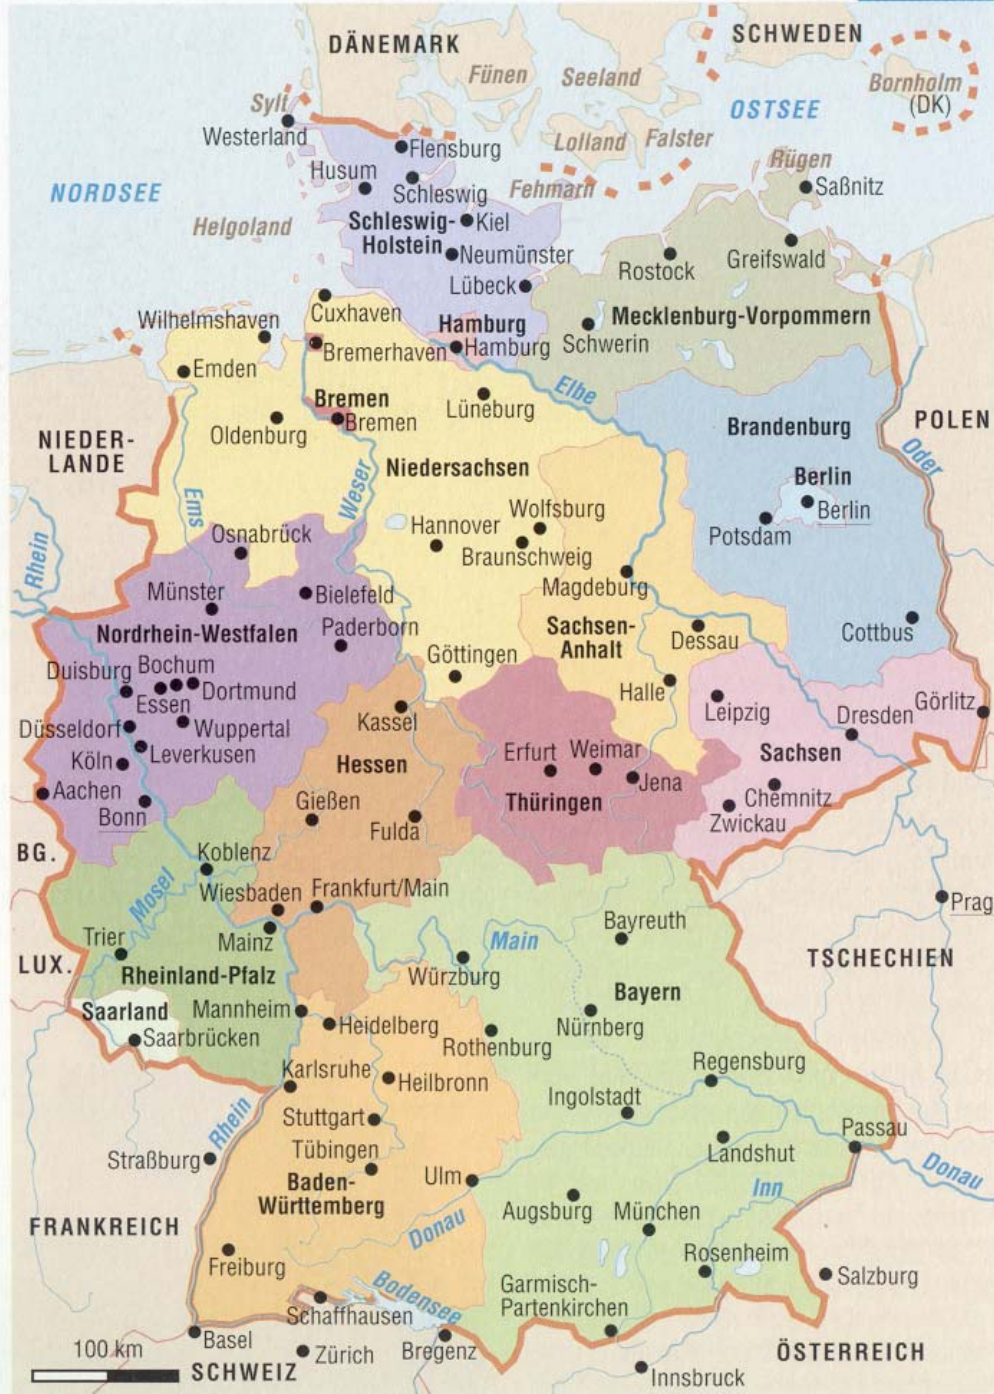 DÄNEMARK
SCHWEDEN
Fünen
Seeland
Bornholm
(DK)
Sylt
OSTSEE
Westerland
Flensburg
Lolland
Falster
Husum
Rügen
Schleswig
Fehmarn
Saßnitz
NORDSEE
Helgoland
Schleswig-
Holstein
Kiel
Neumünster
Rostock
Greifswald
Lübeck
Cuxhaven
Wilhelmshaven
Hamburg
Mecklenburg-Vorpommern
Bremerhaven
Hamburg
Schwerin
Emden
Elbe
Bremen
Lüneburg
Bremen
Oldenburg
Brandenburg
POLEN
NIEDER-
LANDE
Niedersachsen
Oder
Weser
Berlin
Ems
Berlin
Wolfsburg
Hannover
Potsdam
Osnabrück
Braunschweig
Rhein
Magdeburg
Münster
Bielefeld
Nordrhein-Westfalen
Paderborn
Sachsen-
Anhalt
Dessau
Cottbus
Göttingen
Duisburg
Bochum
Dortmund
Essen
Halle
Leipzig
Görlitz
Kassel
Düsseldorf
Wuppertal
Dresden
Leverkusen
Köln
Hessen
Erfurt
Weimar
Sachsen
Jena
Aachen
Thüringen
Chemnitz
Bonn
Gießen
Zwickau
Fulda
BG.
Koblenz
Mosel
Wiesbaden
Frankfurt/Main
Prag
Bayreuth
Trier
Mainz
Main
LUX.
Würzburg
TSCHECHIEN
Rheinland-Pfalz
Bayern
Saarland
Mannheim
Heidelberg
Nürnberg
Saarbrücken
Rothenburg
Karlsruhe
Heilbronn
Regensburg
Ingolstadt
Stuttgart
Rhein
Passau
Tübingen
Straßburg
Landshut
Ulm
Donau
Baden-
Württemberg
Inn
Augsburg
München
FRANKREICH
Donau
Freiburg
Rosenheim
Salzburg
Garmisch-
Partenkirchen
Bodensee
Schaffhausen
Basel
Bregenz
100 km
Zürich
ÖSTERREICH
SCHWEIZ
Innsbruck